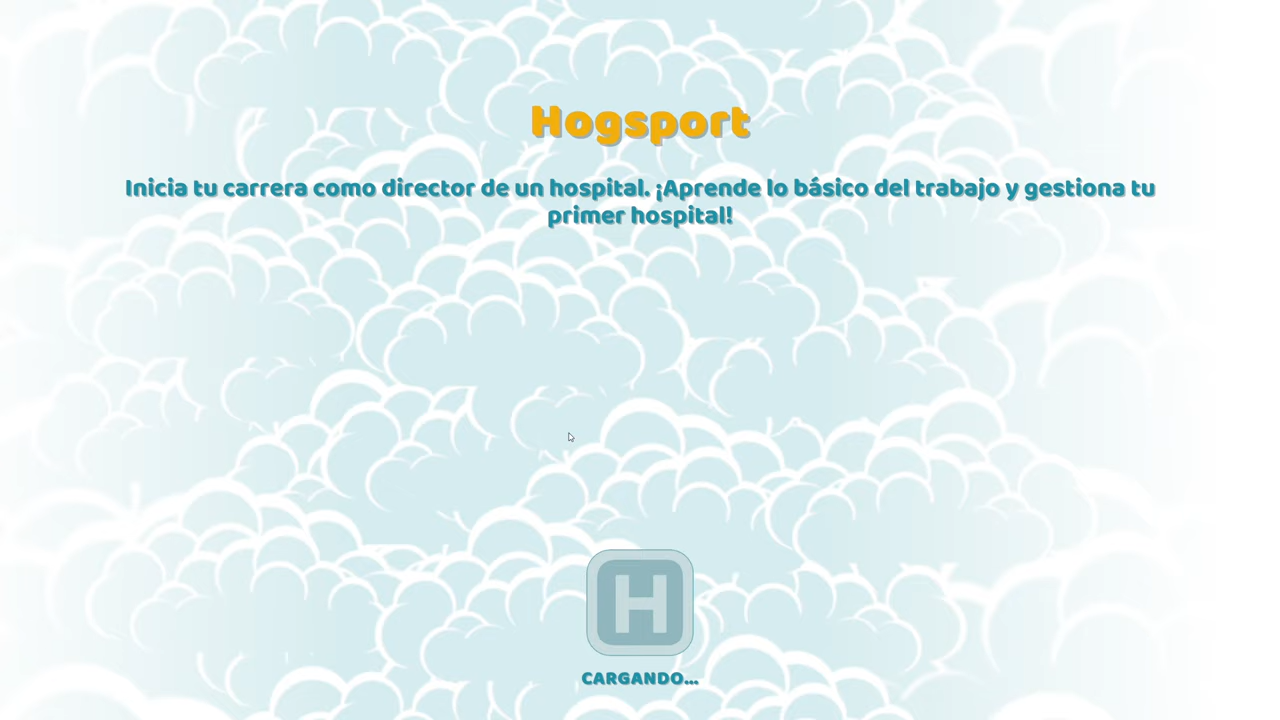 Hogsport
Inicia tu carrera como director de un hospital. ¡Aprende lo básico del trabajo y gestiona tu
primer hospital!
H
CARGANDO...